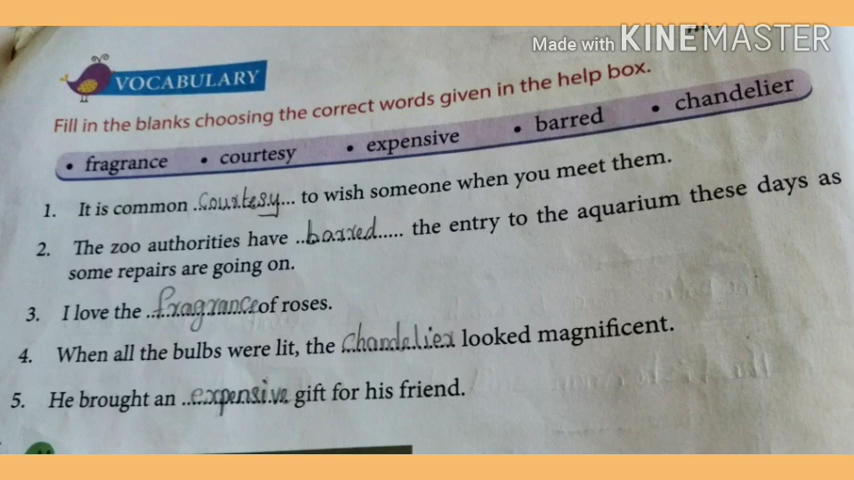 Made with KINEMASTER
VOCABULARY
Fill in the blanks choosing the correct words given in the help box.
• fragrance • courtesy • expensive • barred • chandelier
1. It is common ..courtesy... to wish someone when you meet them.
2. The zoo authorities have ..barred..... the entry to the aquarium these days as
some repairs are going on.
3. I love the ..fragrance of roses.
4. When all the bulbs were lit, the chandelier looked magnificent.
5. He brought an ..expensive gift for his friend.